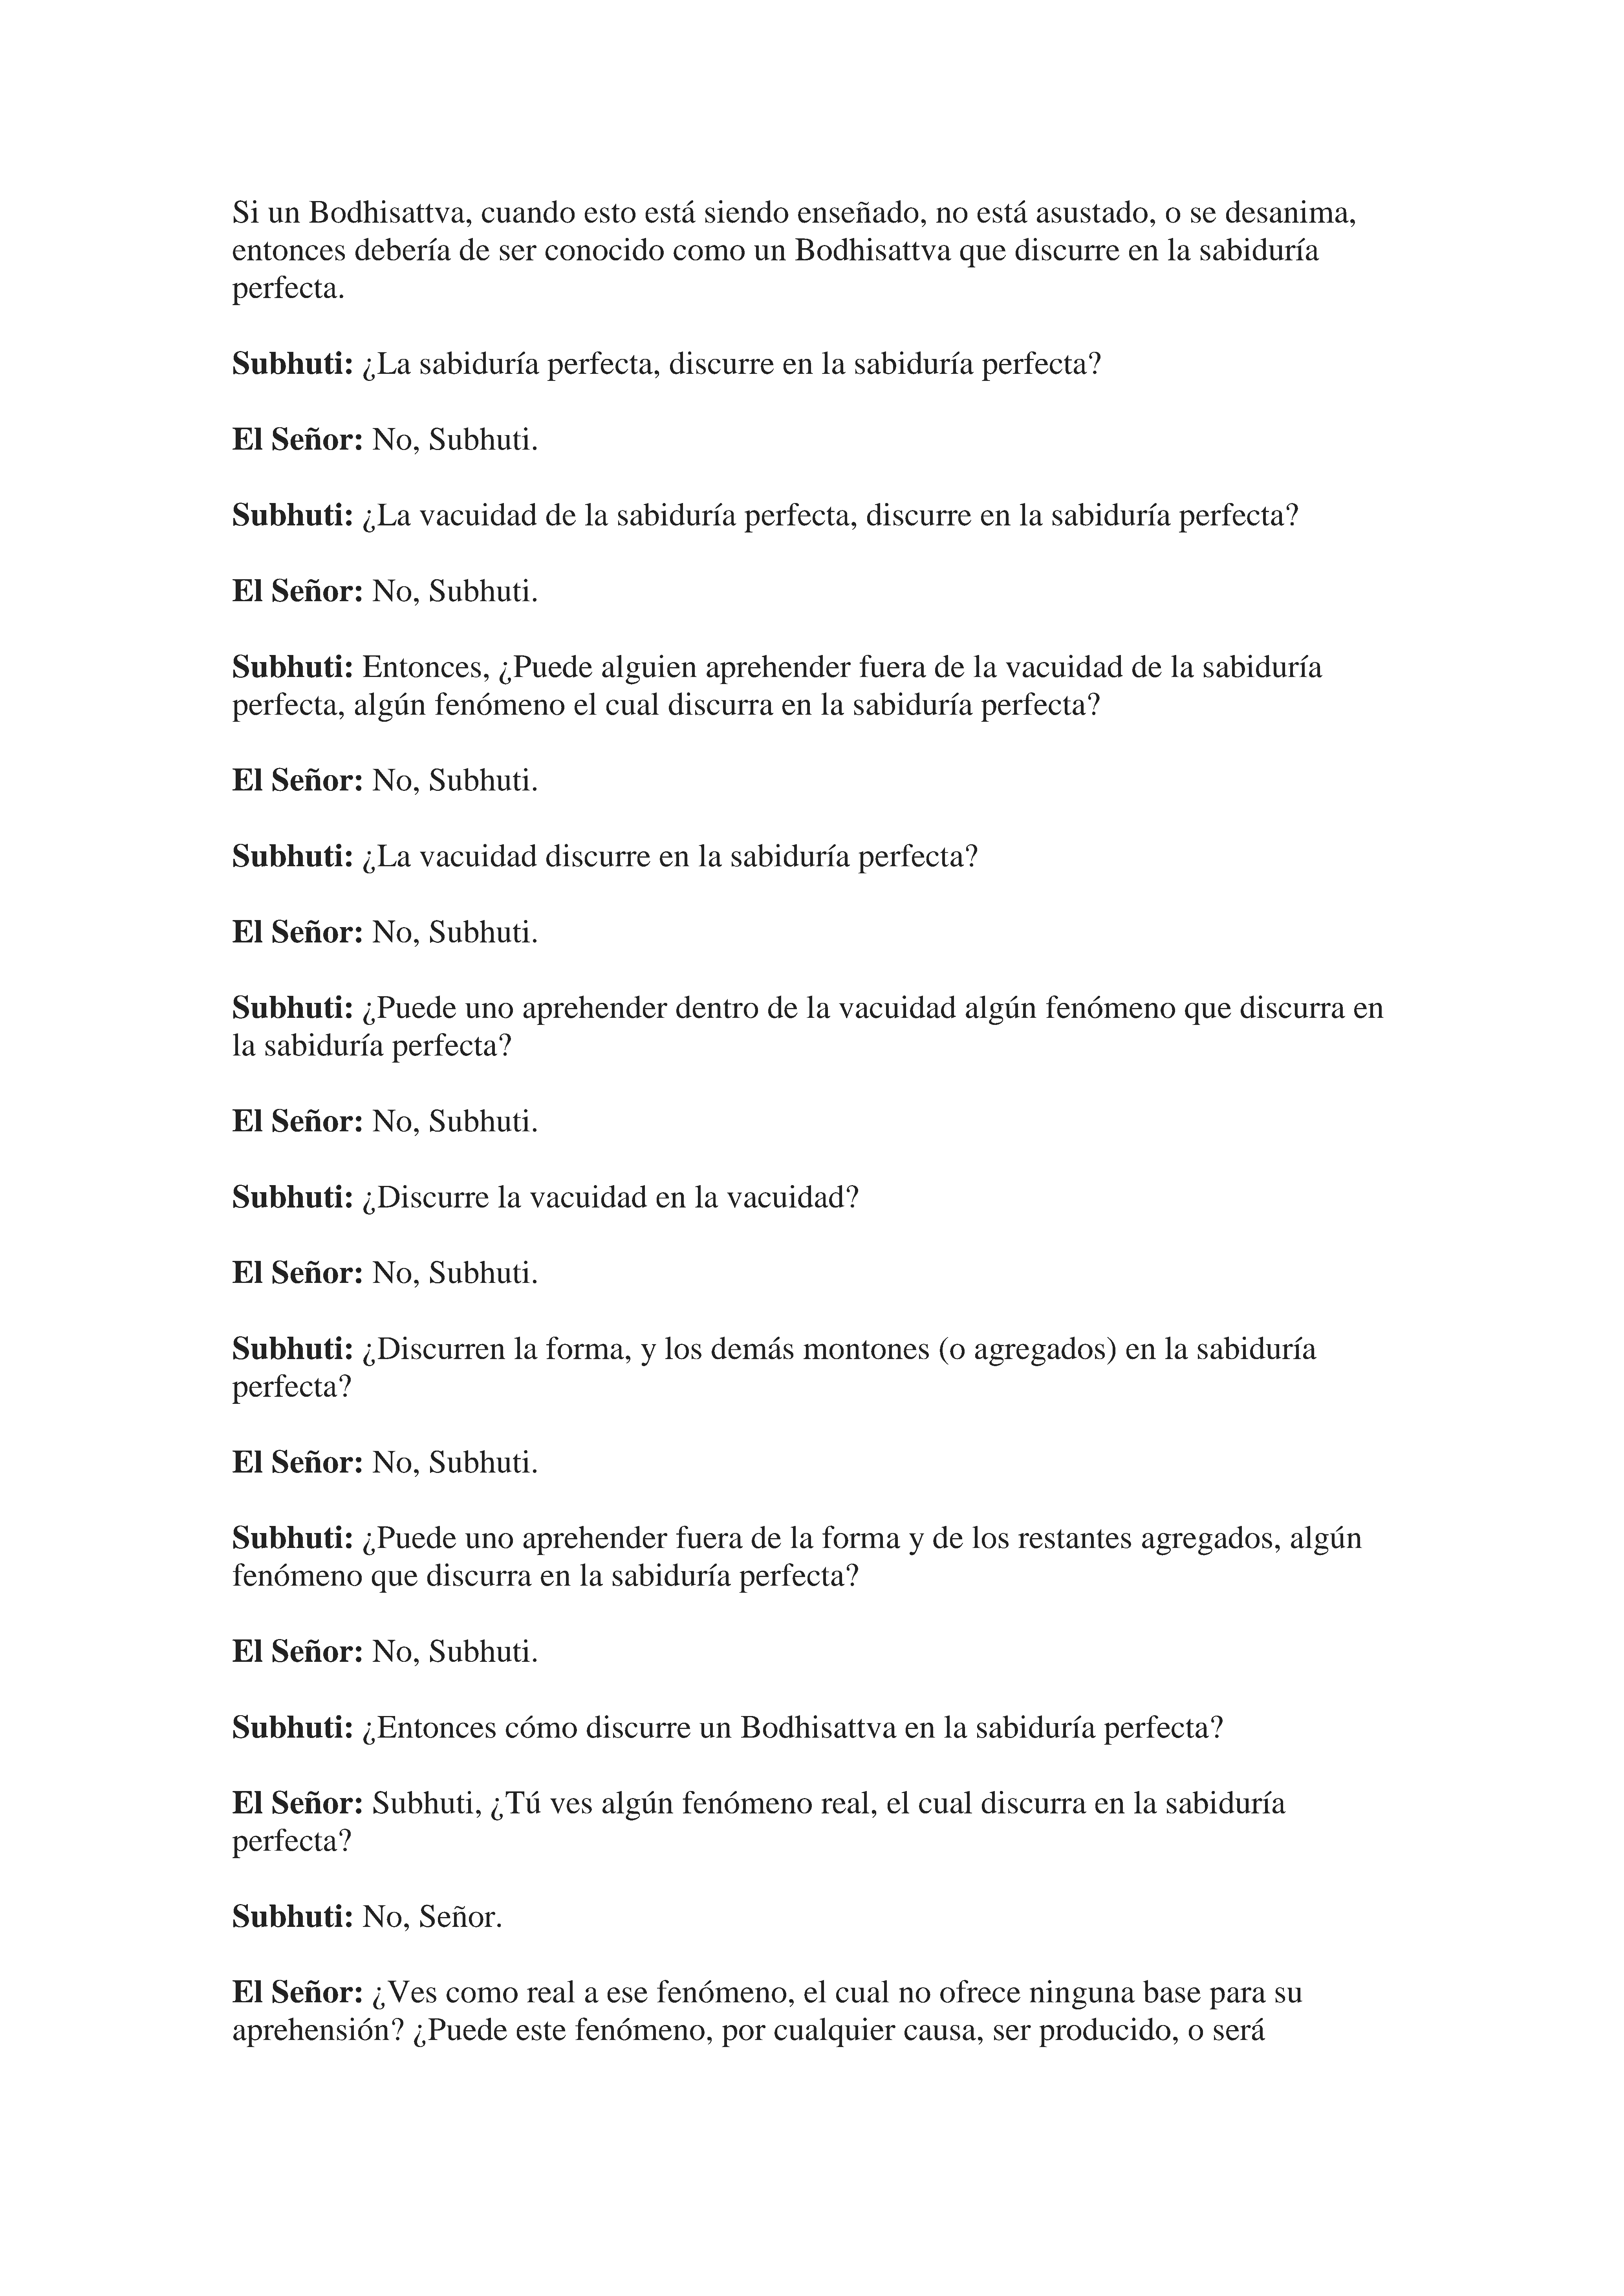 Si un Bodhisattva, cuando esto está siendo enseñado, no está asustado, o se desanima,
entonces debería de ser conocido como un Bodhisattva que discurre en la sabiduría
perfecta.
Subhuti: ¿La sabiduría perfecta, discurre en la sabiduría perfecta?
El Señor: No, Subhuti.
Subhuti: ¿La vacuidad de la sabiduría perfecta, discurre en la sabiduría perfecta?
El Señor: No, Subhuti.
Subhuti: Entonces, ¿Puede alguien aprehender fuera de la vacuidad de la sabiduría
perfecta, algún fenómeno el cual discurra en la sabiduría perfecta?
El Señor: No, Subhuti.
Subhuti: ¿La vacuidad discurre en la sabiduría perfecta?
El Señor: No, Subhuti.
Subhuti: ¿Puede uno aprehender dentro de la vacuidad algún fenómeno que discurra en
la sabiduría perfecta?
El Señor: No, Subhuti.
Subhuti: ¿Discurre la vacuidad en la vacuidad?
El Señor: No, Subhuti.
Subhuti: ¿Discurren la forma, y los demás montones (o agregados) en la sabiduría
perfecta?
El Señor: No, Subhuti.
Subhuti: ¿Puede uno aprehender fuera de la forma y de los restantes agregados, algún
fenómeno que discurra en la sabiduría perfecta?
El Señor: No, Subhuti.
Subhuti: ¿Entonces cómo discurre un Bodhisattva en la sabiduría perfecta?
El Señor: Subhuti, ¿Tú ves algún fenómeno real, el cual discurra en la sabiduría
perfecta?
Subhuti: No, Señor.
El Señor: ¿Ves como real a ese fenómeno, el cual no ofrece ninguna base para su
aprehensión? ¿Puede este fenómeno, por cualquier causa, ser producido, o será